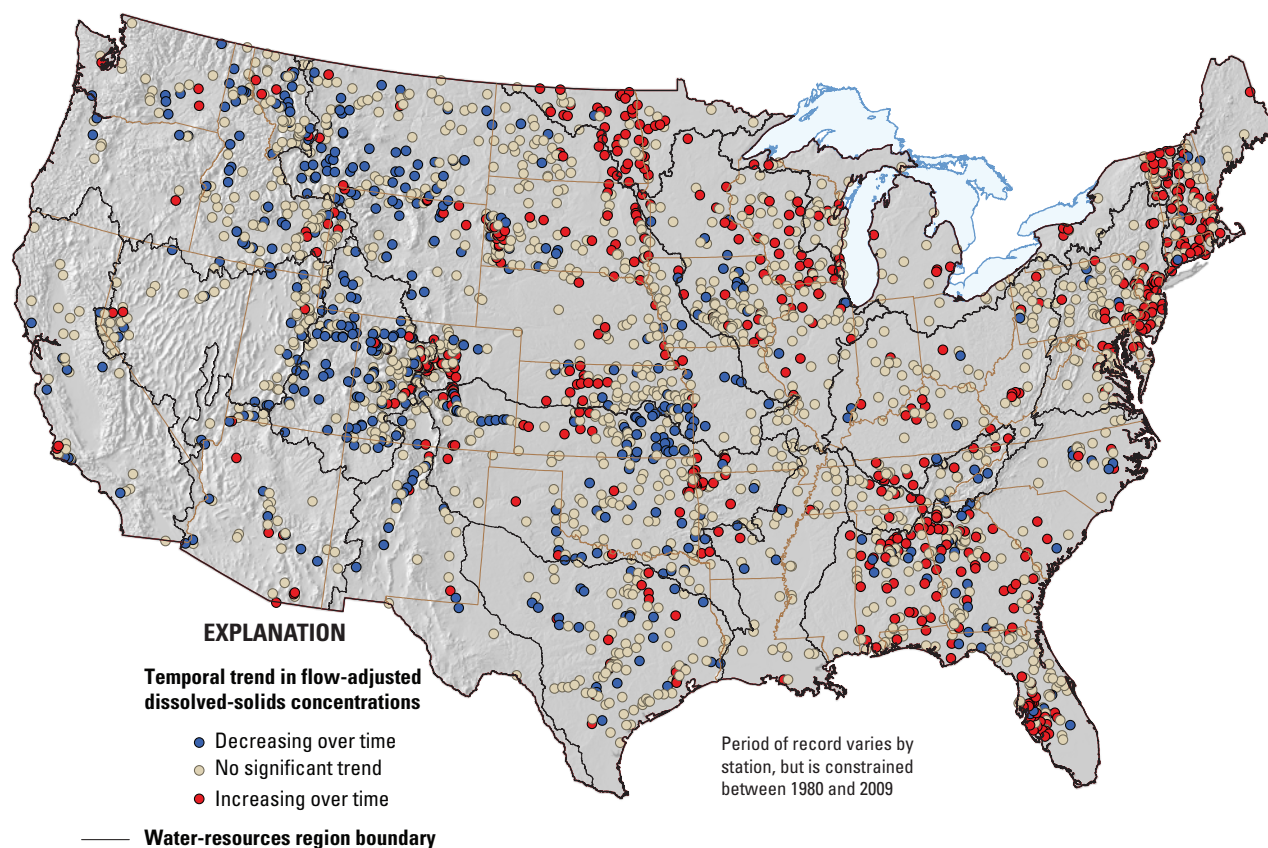 EXPLANATION
Temporal trend in flow-adjusted
dissolved-solids concentrations
Decreasing over time
No significant trend
Increasing over time
Water-resources region boundary
Period of record varies by
station, but is constrained
between 1980 and 2009